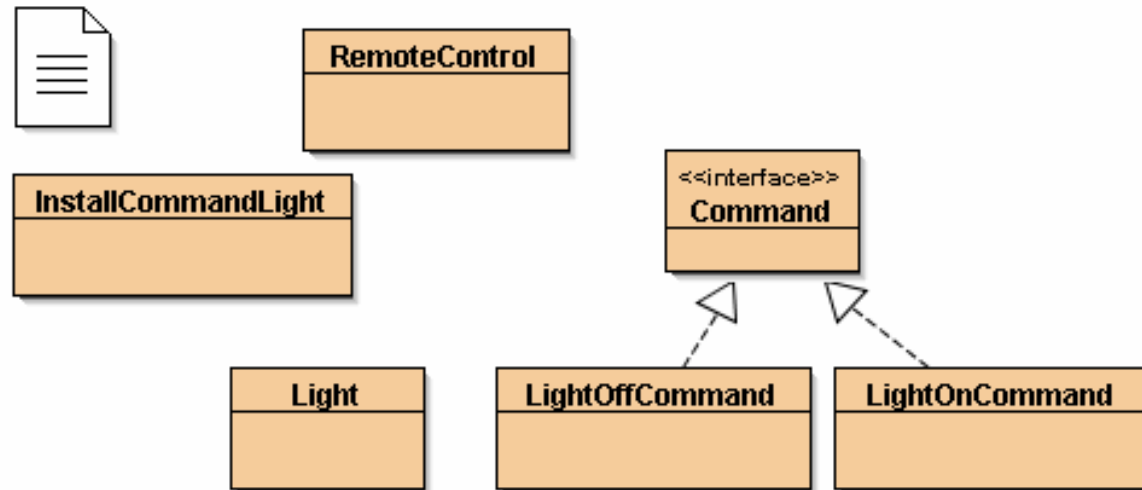 RemoteControl
<<interface>>
Command
InstallCommandLight
Light
LightOffCommand
LightOnCommand